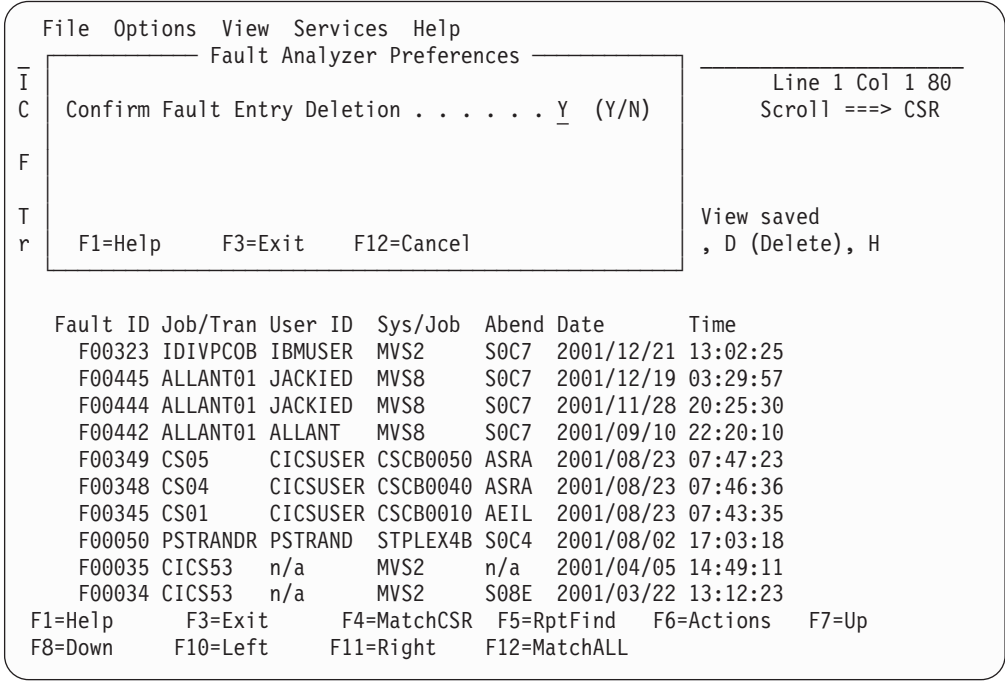 File  Options  View  Services  Help
Fault Analyzer Preferences
I Line 1 Col 1 80
C Confirm Fault Entry Deletion . . . . . . Y (Y/N) Scroll ===> CSR
F
T View saved
r F1=Help F3=Exit F12=Cancel , D (Delete), H
Fault ID Job/Tran User ID Sys/Job Abend Date Time
F00323 IDIVPCOB IBMUSER MVS2 S0C7 2001/12/21 13:02:25
F00445 ALLANT01 JACKIED MVS8 S0C7 2001/12/19 03:29:57
F00444 ALLANT01 JACKIED MVS8 S0C7 2001/11/28 20:25:30
F00442 ALLANT01 ALLANT MVS8 S0C7 2001/09/10 22:20:10
F00349 CS05 CICSUSER CSCB0050 ASRA 2001/08/23 07:47:23
F00348 CS04 CICSUSER CSCB0040 ASRA 2001/08/23 07:46:36
F00345 CS01 CICSUSER CSCB0010 AEIL 2001/08/23 07:43:35
F00050 PSTRANDR PSTRAND STPLEX4B S0C4 2001/08/02 17:03:18
F00035 CICS53 n/a MVS2 n/a 2001/04/05 14:49:11
F00034 CICS53 n/a MVS2 S08E 2001/03/22 13:12:23
F1=Help F3=Exit F4=MatchCSR F5=RptFind F6=Actions F7=Up
F8=Down F10=Left F11=Right F12=MatchALL